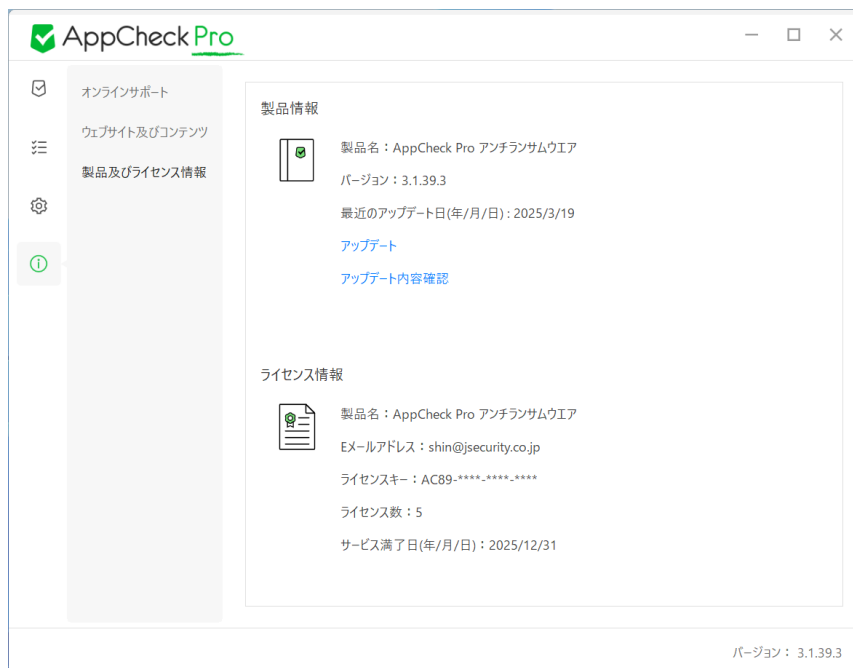 AppCheck Pro
オンラインサポート
ウェブサイト及びコンテンツ
製品及びライセンス情報
製品情報
製品名：AppCheck Pro アンチランサムウエア
バージョン：3.1.39.3
最近のアップデート日(年/月/日) : 2025/3/19
アップデート
アップデート内容確認
ライセンス情報
製品名：AppCheck Pro アンチランサムウエア
Eメールアドレス：shin@jsecurity.co.jp
ライセンスキー：AC89-****-****-****
ライセンス数：5
サービス満了日(年/月/日)：2025/12/31
バージョン： 3.1.39.3